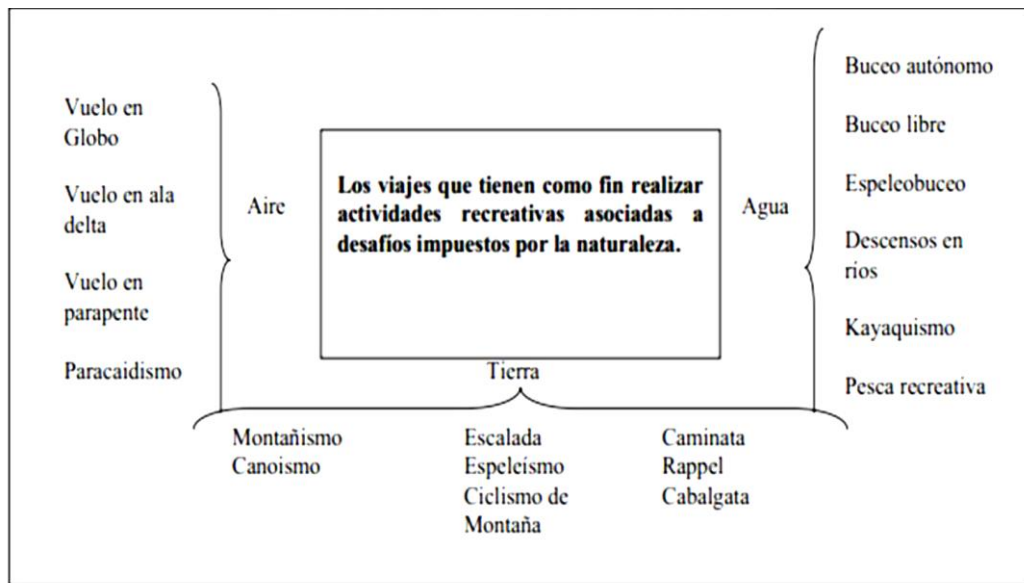 Vuelo en
Globo
Vuelo en ala
delta
Vuelo en
parapente
Paracaidismo
Aire
Los viajes que tienen como fin realizar
actividades recreativas asociadas a
desafíos impuestos por la naturaleza.
Agua
Buceo autónomo
Buceo libre
Espeleobuceo
Descensos en
ríos
Kayaquismo
Pesca recreativa
Tierra
Montañismo
Canoismo
Escalada
Espeleísmo
Ciclismo de
Montaña
Caminata
Rappel
Cabalgata